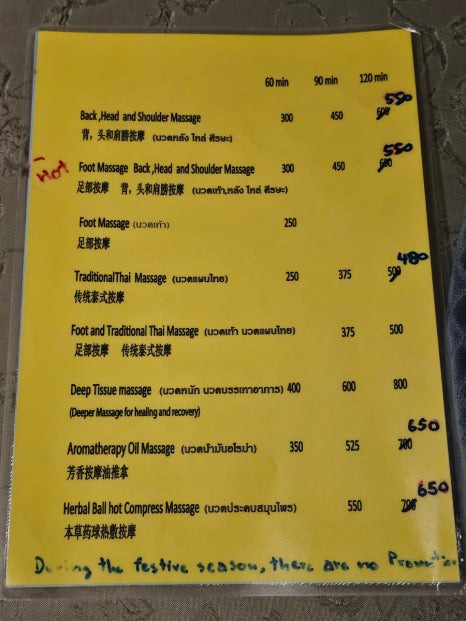 60 min 90 min 120 min
Back ,Head and Shoulder Massage 300 450 600 550
背，头和肩膀按摩 (นวดหลัง ไหล่ ศีรษะ)
Hot Foot Massage Back ,Head and Shoulder Massage 300 450 600 550
足部按摩 背，头和肩膀按摩 (นวดเท้า,หลัง ไหล่ ศีรษะ)
Foot Massage (นวดเท้า) 250
足部按摩
TraditionalThai Massage (นวดแผนไทย) 250 375 500 480
传统泰式按摩
Foot and Traditional Thai Massage (นวดเท้า นวดแผนไทย) 375 500
足部按摩 传统泰式按摩
Deep Tissue massage (นวดหนัก นวดบรรเทาอาการ) 400 600 800
(Deeper Massage for healing and recovery)
Aromatherapy Oil Massage (นวดน้ำมันอโรม่า) 350 525 700 650
芳香按摩油推拿
Herbal Ball hot Compress Massage (นวดประคบสมุนไพร) 550 700 650
本草药球热敷按摩
During the festive season, there are no Promotion